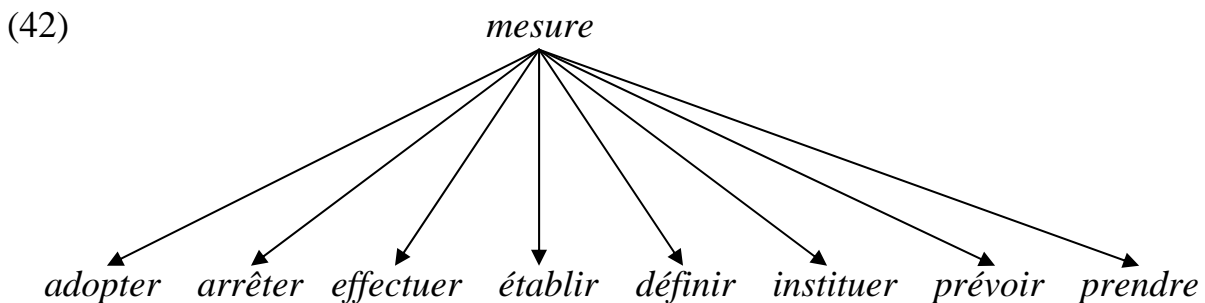 (42) mesure
adopter arrêter effectuer établir définir instituer prévoir prendre